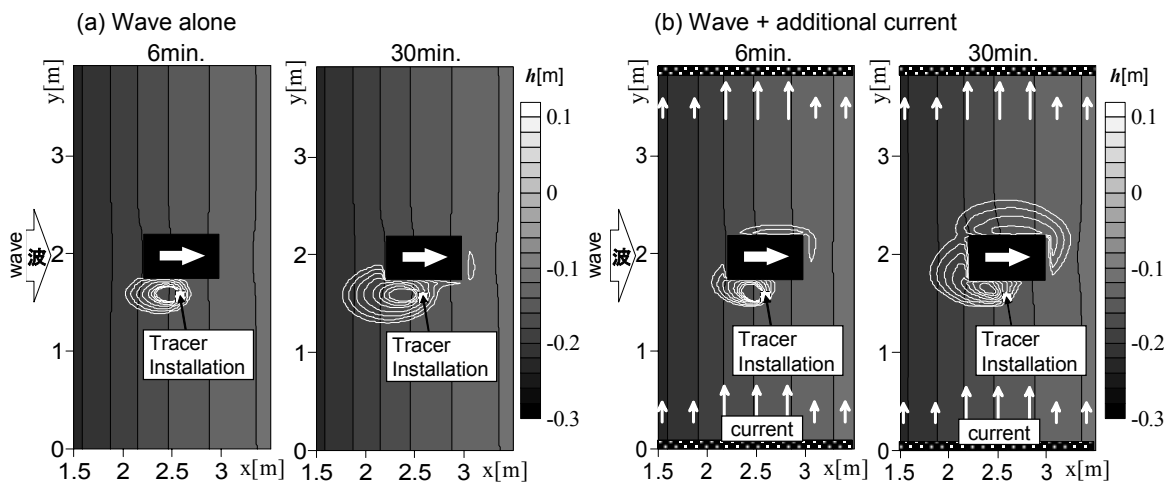 (a) Wave alone
6min.
30min.
y[m]
y[m]
h[m]
0.1
0
-0.1
-0.2
-0.3
3
2
1
0
3
2
1
0
wave
波
Tracer
Installation
Tracer
Installation
1.5 2 2.5 3 x[m]
1.5 2 2.5 3 x[m]
(b) Wave + additional current
6min.
30min.
y[m]
y[m]
h[m]
0.1
0
-0.1
-0.2
-0.3
3
2
1
0
3
2
1
0
wave
波
Tracer
Installation
Tracer
Installation
current
current
1.5 2 2.5 3 x[m]
1.5 2 2.5 3 x[m]